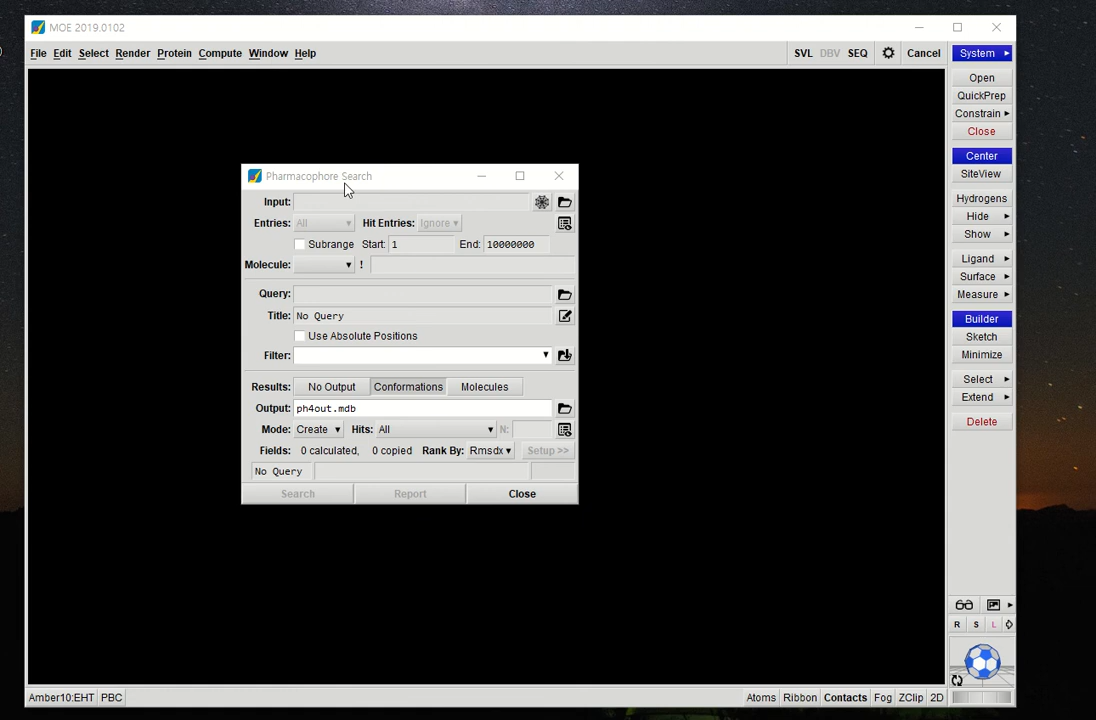 MOE 2019.0102
File Edit Select Render Protein Compute Window Help SVL DBV SEQ Cancel System
Open
QuickPrep
Constrain
Close
Center
SiteView
Hydrogens
Hide
Show
Ligand
Surface
Measure
Builder
Sketch
Minimize
Select
Extend
Delete
R S L
Pharmacophore Search
Input:
Entries: All Hit Entries: Ignore
Subrange Start: 1 End: 10000000
Molecule: !
Query:
Title: No Query
Use Absolute Positions
Filter:
Results: No Output Conformations Molecules
Output: ph4out.mdb
Mode: Create Hits: All N:
Fields: 0 calculated, 0 copied Rank By: Rmsdx Setup >>
No Query
Search Report Close
Amber10:EHT PBC Atoms Ribbon Contacts Fog ZClip 2D